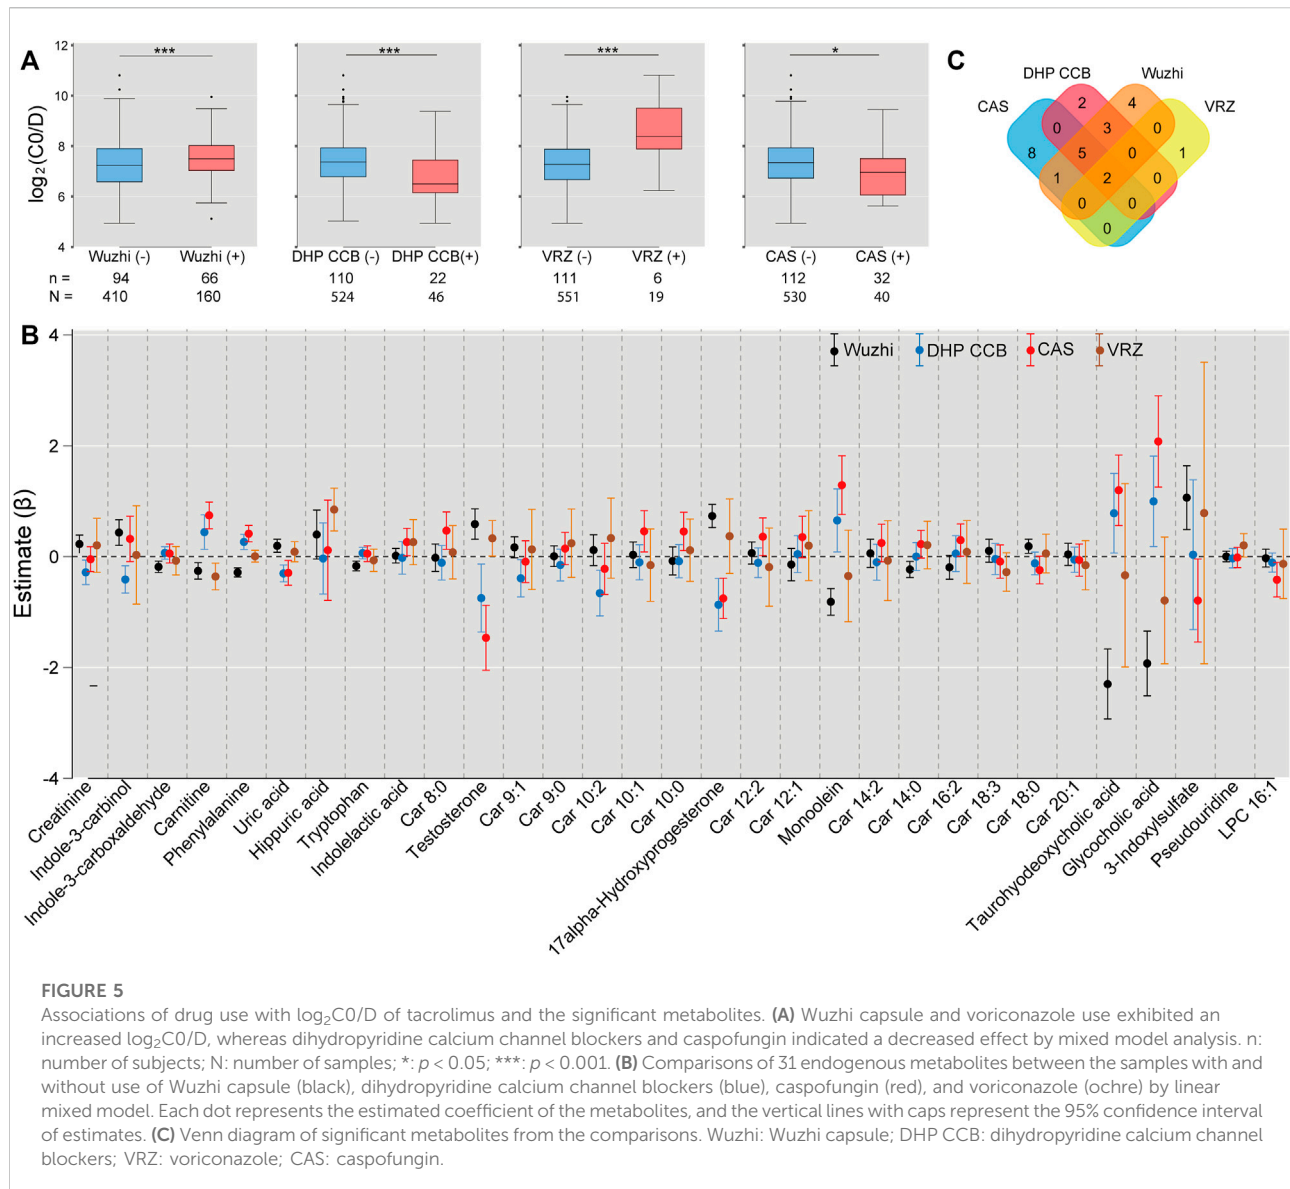 A
***
***
***
*
C
log₂(C0/D)
12
10
8
6
4
Wuzhi (-) Wuzhi (+)
DHP CCB (-) DHP CCB(+)
VRZ (-) VRZ (+)
CAS (-) CAS (+)
n = 94 66 110 22 111 6 112 32
N = 410 160 524 46 551 19 530 40
DHP CCB Wuzhi
CAS VRZ
2 4
0 3 0
8 5 0 1
1 2 0
0 0
0
B
Wuzhi DHP CCB CAS VRZ
Estimate (β)
4
2
0
-2
-4
Creatinine
Indole-3-carbinol
Indole-3-carboxaldehyde
Carnitine
Phenylalanine
Uric acid
Hippuric acid
Tryptophan
Indolelactic acid
Car 8:0
Testosterone
Car 9:1
Car 9:0
Car 10:2
Car 10:1
Car 10:0
17alpha-Hydroxyprogesterone
Car 12:2
Car 12:1
Monoolein
Car 14:2
Car 14:0
Car 16:2
Car 18:3
Car 18:0
Car 20:1
Taurohyodeoxycholic acid
Glycocholic acid
3-Indoxylsulfate
Pseudouridine
LPC 16:1
FIGURE 5
Associations of drug use with log₂C0/D of tacrolimus and the significant metabolites. (A) Wuzhi capsule and voriconazole use exhibited an
increased log₂C0/D, whereas dihydropyridine calcium channel blockers and caspofungin indicated a decreased effect by mixed model analysis. n:
number of subjects; N: number of samples; *: p < 0.05; ***: p < 0.001. (B) Comparisons of 31 endogenous metabolites between the samples with and
without use of Wuzhi capsule (black), dihydropyridine calcium channel blockers (blue), caspofungin (red), and voriconazole (ochre) by linear
mixed model. Each dot represents the estimated coefficient of the metabolites, and the vertical lines with caps represent the 95% confidence interval
of estimates. (C) Venn diagram of significant metabolites from the comparisons. Wuzhi: Wuzhi capsule; DHP CCB: dihydropyridine calcium channel
blockers; VRZ: voriconazole; CAS: caspofungin.